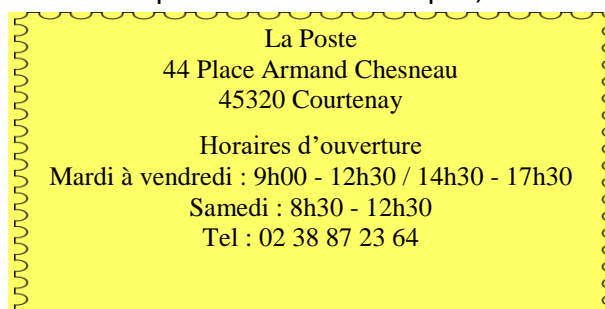 La Poste
44 Place Armand Chesneau
45320 Courtenay
Horaires d’ouverture
Mardi à vendredi : 9h00 - 12h30 / 14h30 - 17h30
Samedi : 8h30 - 12h30
Tel : 02 38 87 23 64